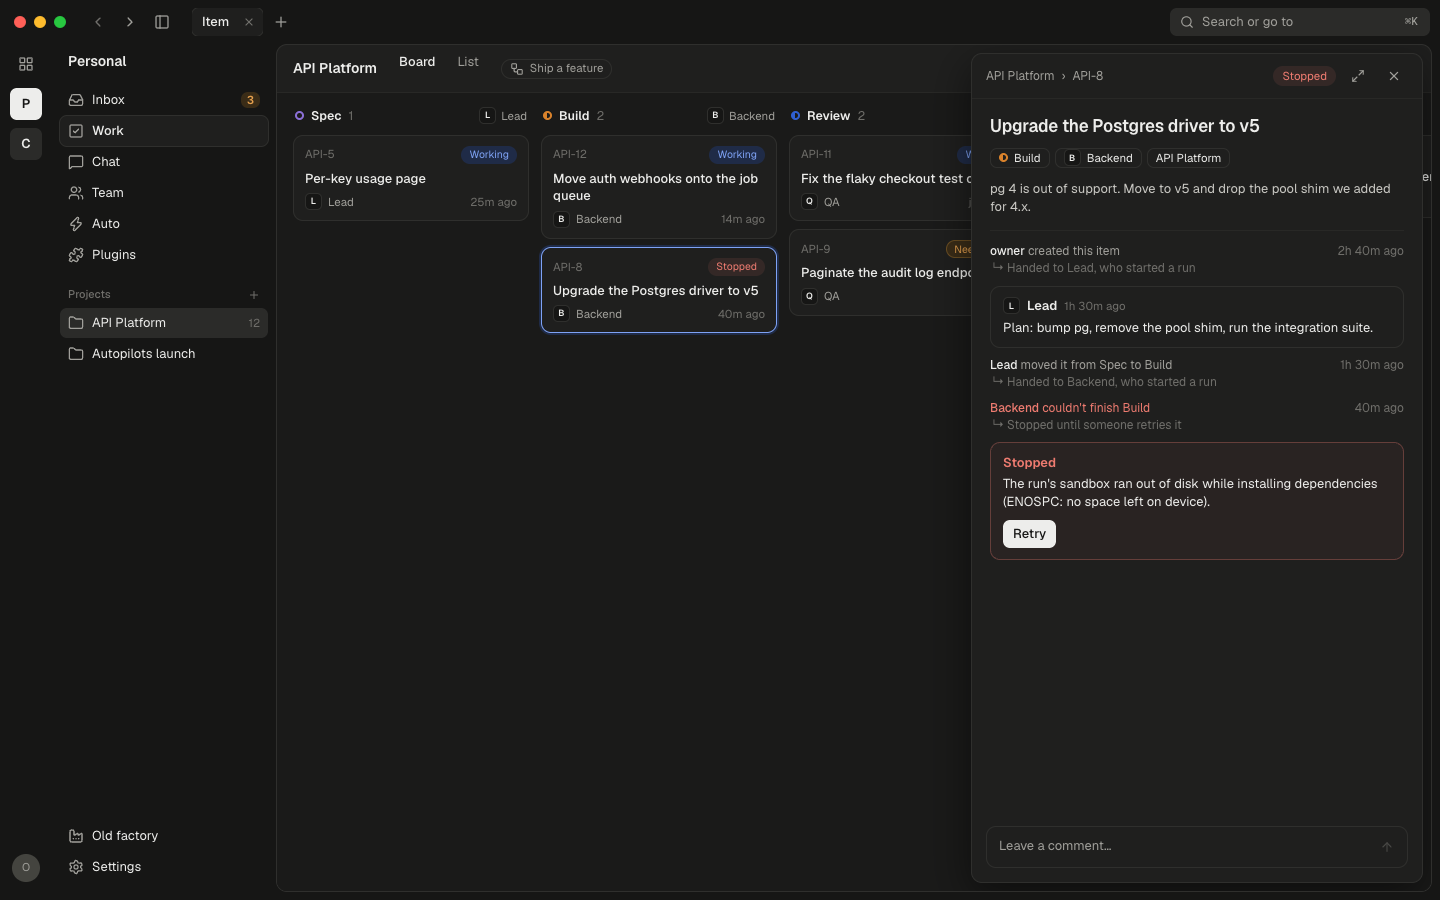 Item
Search or go to
⌘K
P
C
O
Personal
Inbox
3
Work
Chat
Team
Auto
Plugins
Projects
API Platform
12
Autopilots launch
Old factory
Settings
API Platform
Board
List
Ship a feature
Spec 1
L Lead
API-5
Working
Per-key usage page
L Lead
25m ago
Build 2
B Backend
API-12
Working
Move auth webhooks onto the job
queue
B Backend
14m ago
API-8
Stopped
Upgrade the Postgres driver to v5
B Backend
40m ago
Review 2
API-11
Fix the flaky checkout test
Q QA
API-9
Paginate the audit log
Q QA
API Platform › API-8
Stopped
Upgrade the Postgres driver to v5
Build
B Backend
API Platform
pg 4 is out of support. Move to v5 and drop the pool shim we added
for 4.x.
owner created this item
2h 40m ago
Handed to Lead, who started a run
L Lead 1h 30m ago
Plan: bump pg, remove the pool shim, run the integration suite.
Lead moved it from Spec to Build
1h 30m ago
Handed to Backend, who started a run
Backend couldn't finish Build
40m ago
Stopped until someone retries it
Stopped
The run's sandbox ran out of disk while installing dependencies
(ENOSPC: no space left on device).
Retry
Leave a comment…